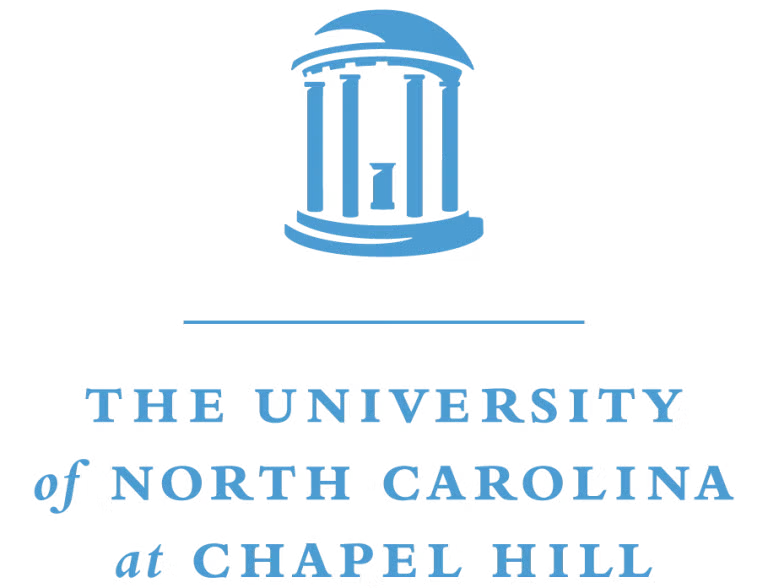 THE UNIVERSITY
of NORTH CAROLINA
at CHAPEL HILL